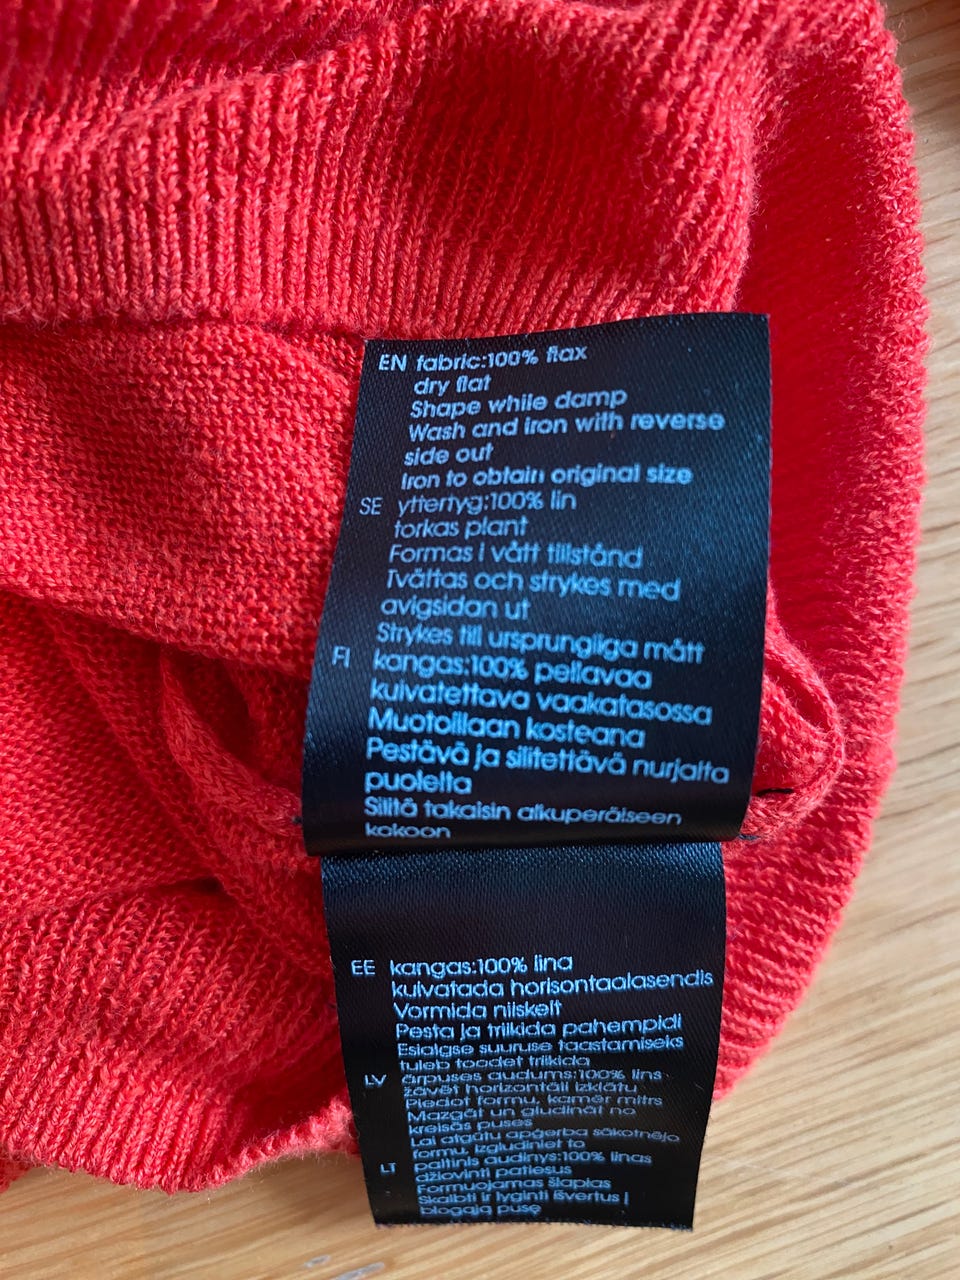 EN fabric:100% flax
dry flat
Shape while damp
Wash and iron with reverse
side out
Iron to obtain original size
SE yttertyg:100% lin
torkas plant
Formas i vått tillstånd
Tvättas och strykes med
avigsidan ut
Strykes till ursprungliga mått
FI kangas:100% pellavaa
kuivatettava vaakatasossa
Muotoillaan kosteana
Pestävä ja silitettävä nurjalta
puolelta
Silitä takaisin alkuperäiseen
kokoon
EE kangas:100% lina
kuivatada horisontaalasendis
Vormida niiskelt
Pesta ja triikida pahempidi
Esialgse suuruse taastamiseks
tuleb toodet triikida
LV ārpuses audums:100% lins
žāvēt horizontāli izklātu
Piedot formu, kamēr mitrs
Mazgāt un gludināt no
kreisās puses
Lai atgūtu apģerba sākotnējo
formu, izgludiniet to
LT paltinis audinys:100% linas
džiovinti patiesus
Formuojamas šlapias
Skalbti ir lyginti išvertus į
blogąją pusę